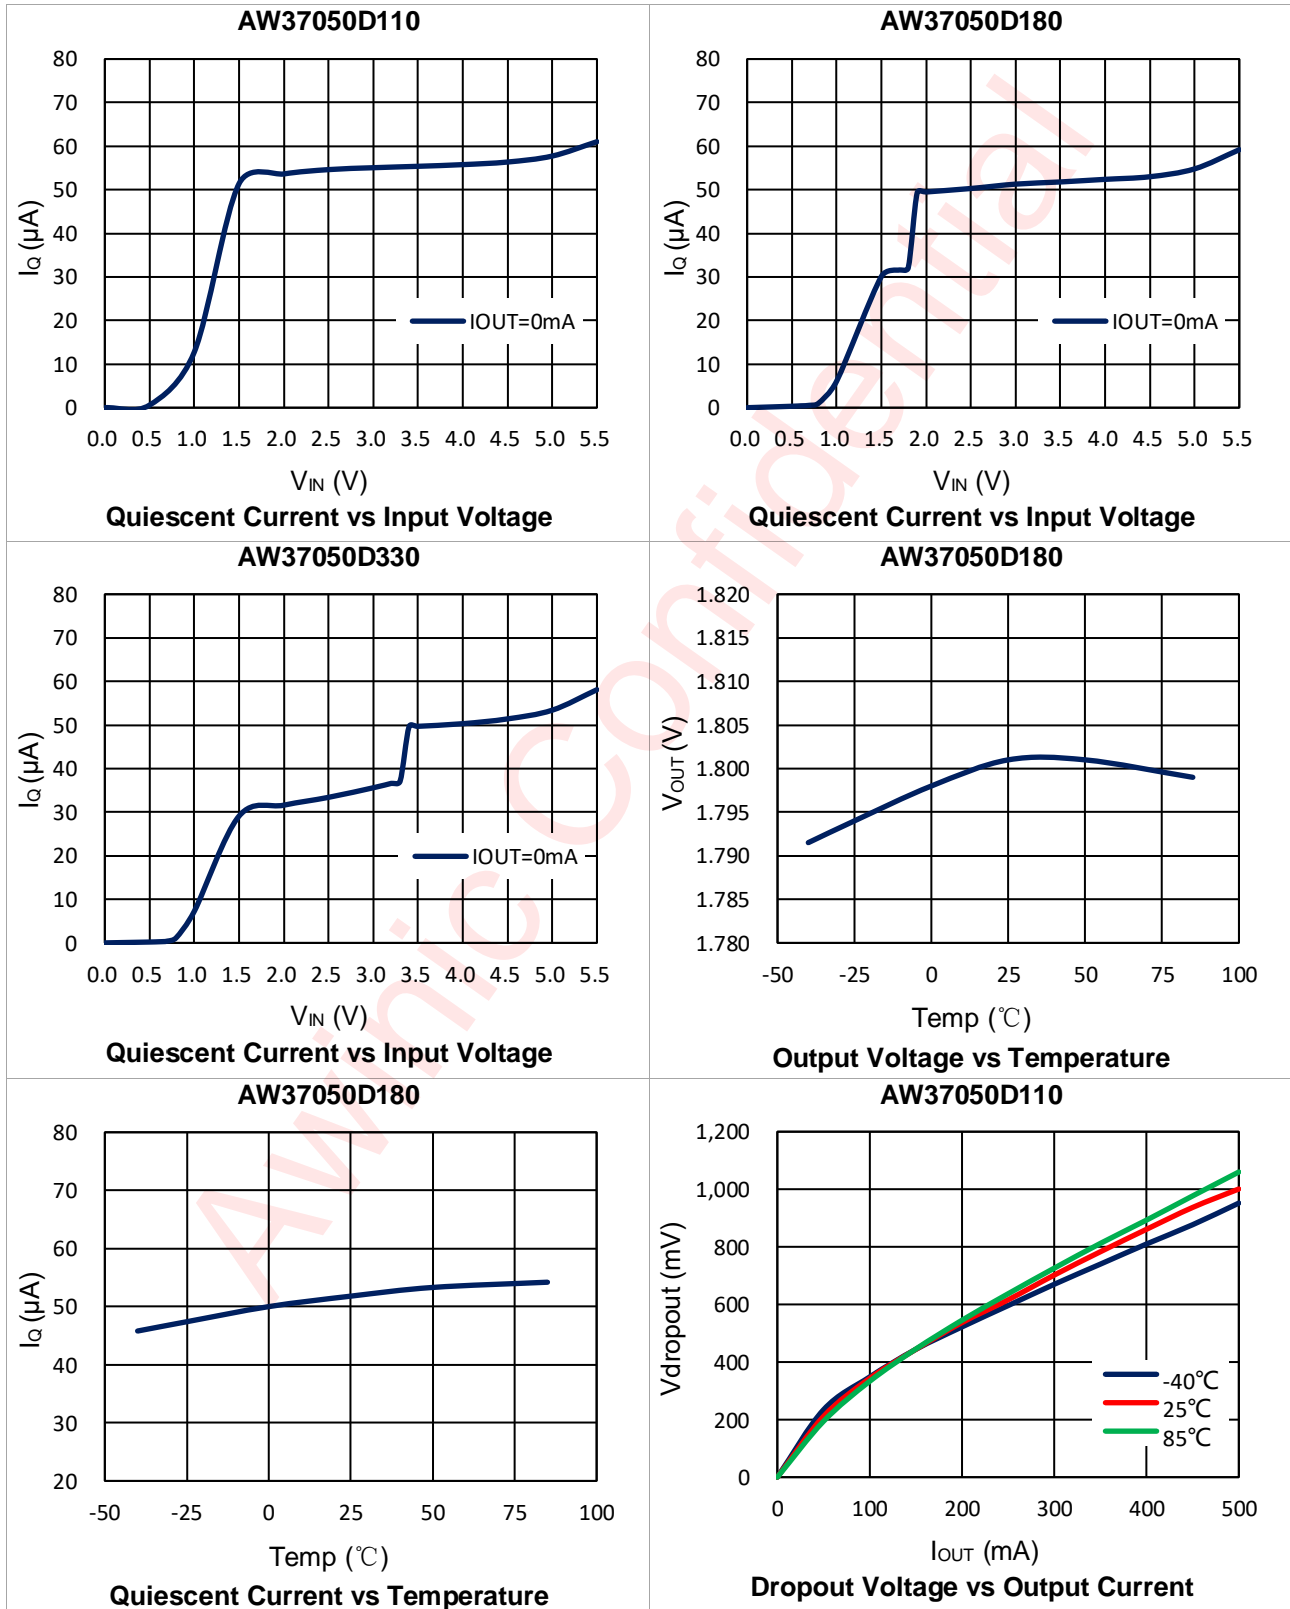 AW37050D110
80
70
60
50
40
30
20
10
0
IQ (µA)
IOUT=0mA
0.0 0.5 1.0 1.5 2.0 2.5 3.0 3.5 4.0 4.5 5.0 5.5
VIN (V)
Quiescent Current vs Input Voltage
AW37050D180
80
70
60
50
40
30
20
10
0
IQ (µA)
IOUT=0mA
0.0 0.5 1.0 1.5 2.0 2.5 3.0 3.5 4.0 4.5 5.0 5.5
VIN (V)
Quiescent Current vs Input Voltage
AW37050D330
80
70
60
50
40
30
20
10
0
IQ (µA)
IOUT=0mA
0.0 0.5 1.0 1.5 2.0 2.5 3.0 3.5 4.0 4.5 5.0 5.5
VIN (V)
Quiescent Current vs Input Voltage
AW37050D180
1.820
1.815
1.810
1.805
1.800
1.795
1.790
1.785
1.780
VOUT (V)
-50 -25 0 25 50 75 100
Temp (℃)
Output Voltage vs Temperature
AW37050D180
80
70
60
50
40
30
20
IQ (µA)
-50 -25 0 25 50 75 100
Temp (℃)
Quiescent Current vs Temperature
AW37050D110
1,200
1,000
800
600
400
200
0
Vdropout (mV)
-40℃
25℃
85℃
0 100 200 300 400 500
IOUT (mA)
Dropout Voltage vs Output Current
Awinic Confidential